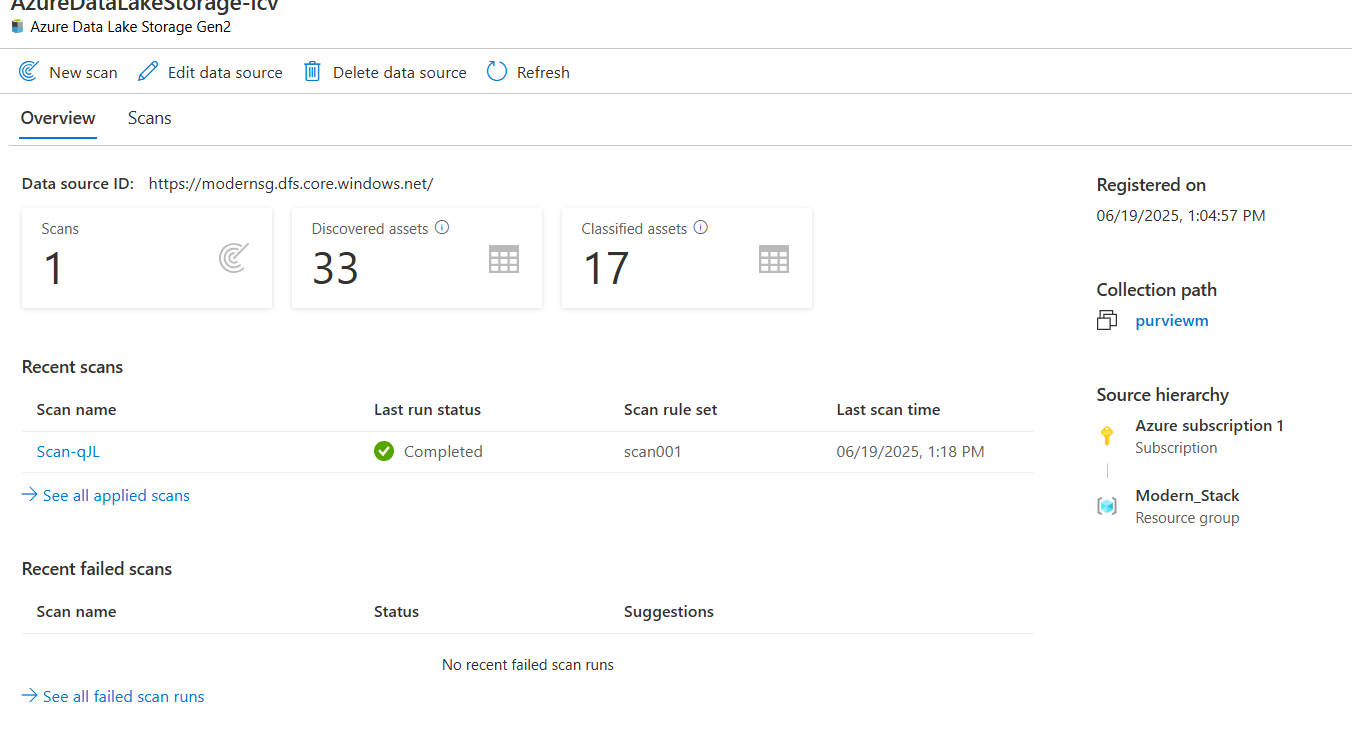 AzureDataLakeStorage-fcv
Azure Data Lake Storage Gen2
New scan Edit data source Delete data source Refresh
Overview Scans
Data source ID: https://modernsg.dfs.core.windows.net/
Scans
1
Discovered assets
33
Classified assets
17
Recent scans
Scan name Last run status Scan rule set Last scan time
Scan-qJL Completed scan001 06/19/2025, 1:18 PM
See all applied scans
Recent failed scans
Scan name Status Suggestions
No recent failed scan runs
See all failed scan runs
Registered on
06/19/2025, 1:04:57 PM
Collection path
purviewm
Source hierarchy
Azure subscription 1
Subscription
Modern_Stack
Resource group